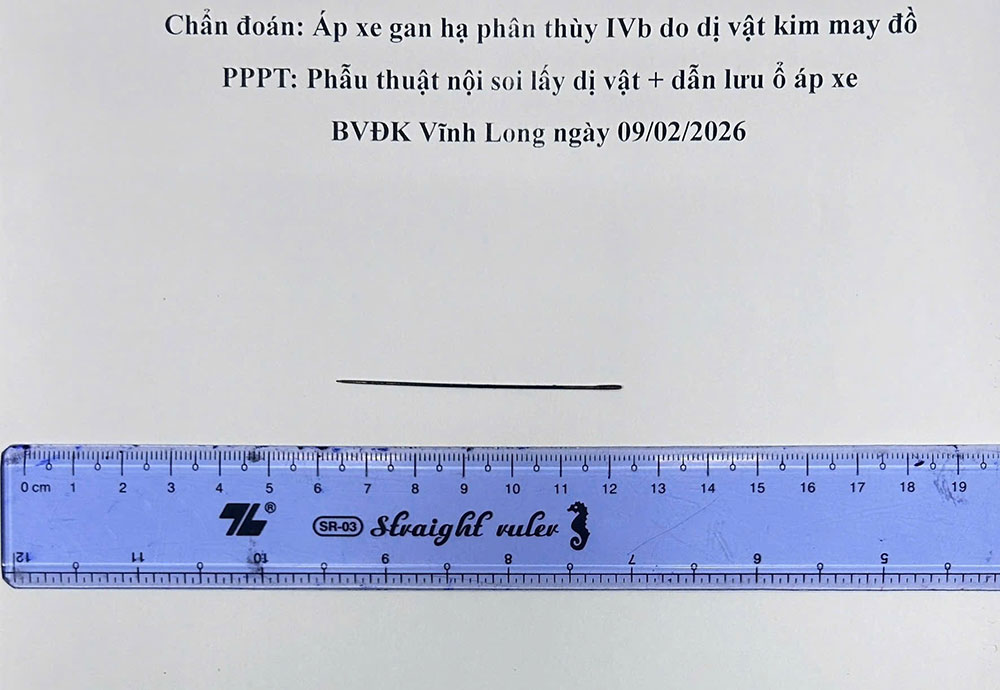 Chẩn đoán: Áp xe gan hạ phân thùy IVb do dị vật kim may đồ
PPPT: Phẫu thuật nội soi lấy dị vật + dẫn lưu ổ áp xe
BVĐK Vĩnh Long ngày 09/02/2026
0 cm 1 2 3 4 5 6 7 8 9 10 11 12 13 14 15 16 17 18 19
® SR-03 Straight ruler
12 11 10 9 8 7 6 5